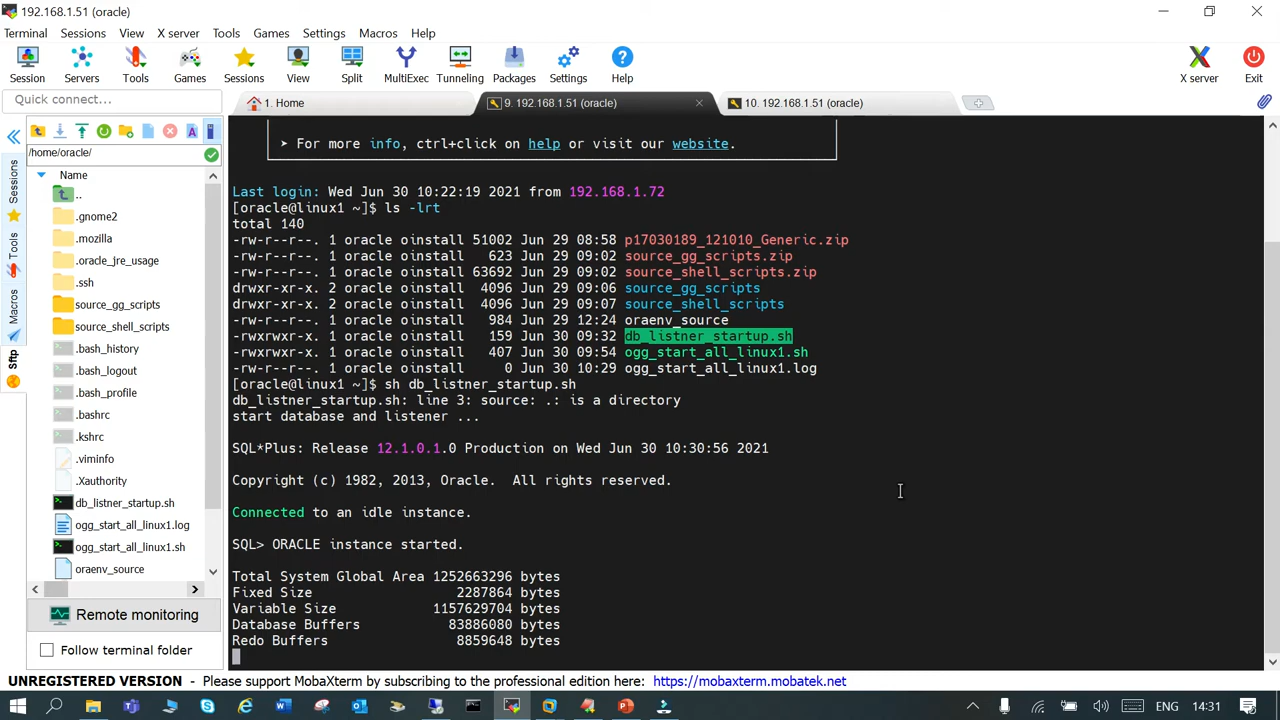 192.168.1.51 (oracle)
Terminal Sessions View X server Tools Games Settings Macros Help
Session Servers Tools Games Sessions View Split MultiExec Tunneling Packages Settings Help X server Exit
Quick connect...
1. Home
9. 192.168.1.51 (oracle)
10. 192.168.1.51 (oracle)
/home/oracle/
Name
..
.gnome2
.mozilla
.oracle_jre_usage
.ssh
source_gg_scripts
source_shell_scripts
.bash_history
.bash_logout
.bash_profile
.bashrc
.kshrc
.viminfo
.Xauthority
db_listner_startup.sh
ogg_start_all_linux1.log
ogg_start_all_linux1.sh
oraenv_source
Remote monitoring
Follow terminal folder
Sessions
Tools
Macros
Sftp
➤ For more info, ctrl+click on help or visit our website.
Last login: Wed Jun 30 10:22:19 2021 from 192.168.1.72
[oracle@linux1 ~]$ ls -lrt
total 140
-rw-r--r--. 1 oracle oinstall 51002 Jun 29 08:58 p17030189_121010_Generic.zip
-rw-r--r--. 1 oracle oinstall 623 Jun 29 09:02 source_gg_scripts.zip
-rw-r--r--. 1 oracle oinstall 63692 Jun 29 09:02 source_shell_scripts.zip
drwxr-xr-x. 2 oracle oinstall 4096 Jun 29 09:06 source_gg_scripts
drwxr-xr-x. 2 oracle oinstall 4096 Jun 29 09:07 source_shell_scripts
-rw-r--r--. 1 oracle oinstall 984 Jun 29 12:24 oraenv_source
-rwxrwxrwx. 1 oracle oinstall 159 Jun 30 09:32 db_listner_startup.sh
-rwxrwxrwx. 1 oracle oinstall 407 Jun 30 09:54 ogg_start_all_linux1.sh
-rw-r--r--. 1 oracle oinstall 0 Jun 30 10:29 ogg_start_all_linux1.log
[oracle@linux1 ~]$ sh db_listner_startup.sh
db_listner_startup.sh: line 3: source: .: is a directory
start database and listener ...
SQL*Plus: Release 12.1.0.1.0 Production on Wed Jun 30 10:30:56 2021
Copyright (c) 1982, 2013, Oracle. All rights reserved.
Connected to an idle instance.
SQL> ORACLE instance started.
Total System Global Area 1252663296 bytes
Fixed Size 2287864 bytes
Variable Size 1157629704 bytes
Database Buffers 83886080 bytes
Redo Buffers 8859648 bytes
UNREGISTERED VERSION - Please support MobaXterm by subscribing to the professional edition here: https://mobaxterm.mobatek.net
ENG 14:31